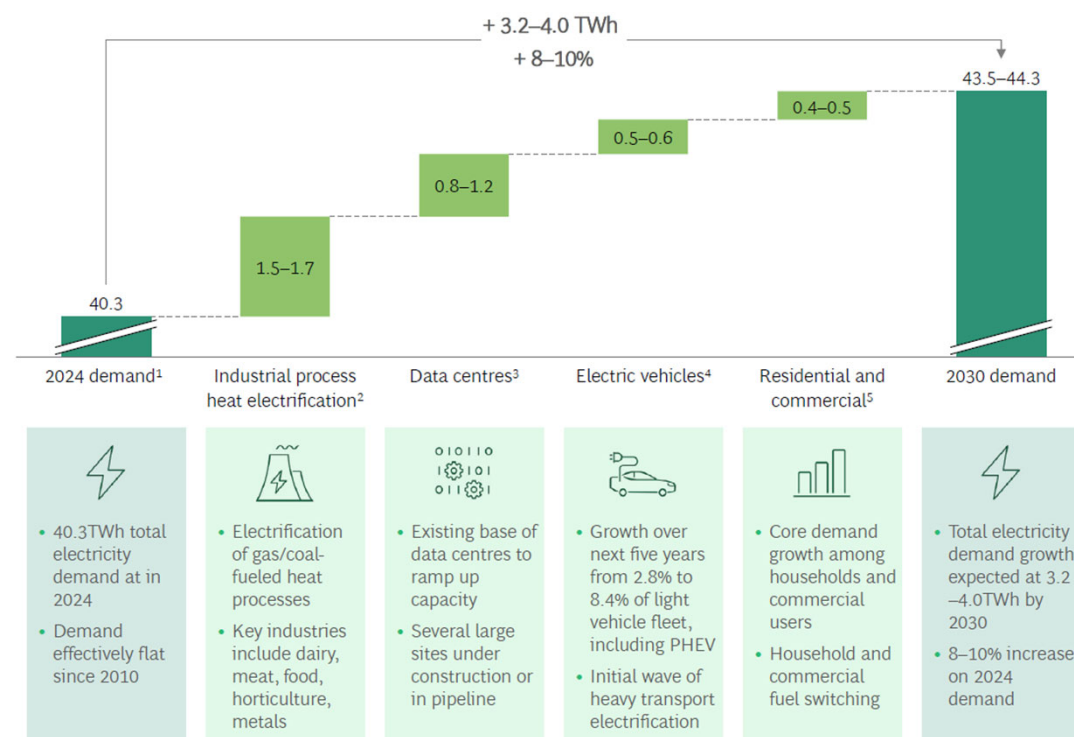 + 3.2–4.0 TWh
+ 8–10%
40.3
1.5–1.7
0.8–1.2
0.5–0.6
0.4–0.5
43.5–44.3
2024 demand¹
Industrial process
heat electrification²
Data centres³
Electric vehicles⁴
Residential and
commercial⁵
2030 demand
• 40.3TWh total
electricity
demand at in
2024
• Demand
effectively flat
since 2010
• Electrification
of gas/coal-
fueled heat
processes
• Key industries
include dairy,
meat, food,
horticulture,
metals
010110
1 101
011 1
• Existing base of
data centres to
ramp up
capacity
• Several large
sites under
construction or
in pipeline
• Growth over
next five years
from 2.8% to
8.4% of light
vehicle fleet,
including PHEV
• Initial wave of
heavy transport
electrification
• Core demand
growth among
households and
commercial
users
• Household and
commercial
fuel switching
• Total electricity
demand growth
expected at 3.2
–4.0TWh by
2030
• 8–10% increase
on 2024
demand